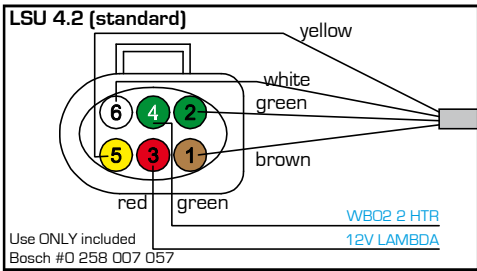 LSU 4.2 (standard)
yellow
white
green
6 4 2
5 3 1
brown
red green
WB02 2 HTR
12V LAMBDA
Use ONLY included
Bosch #0 258 007 057